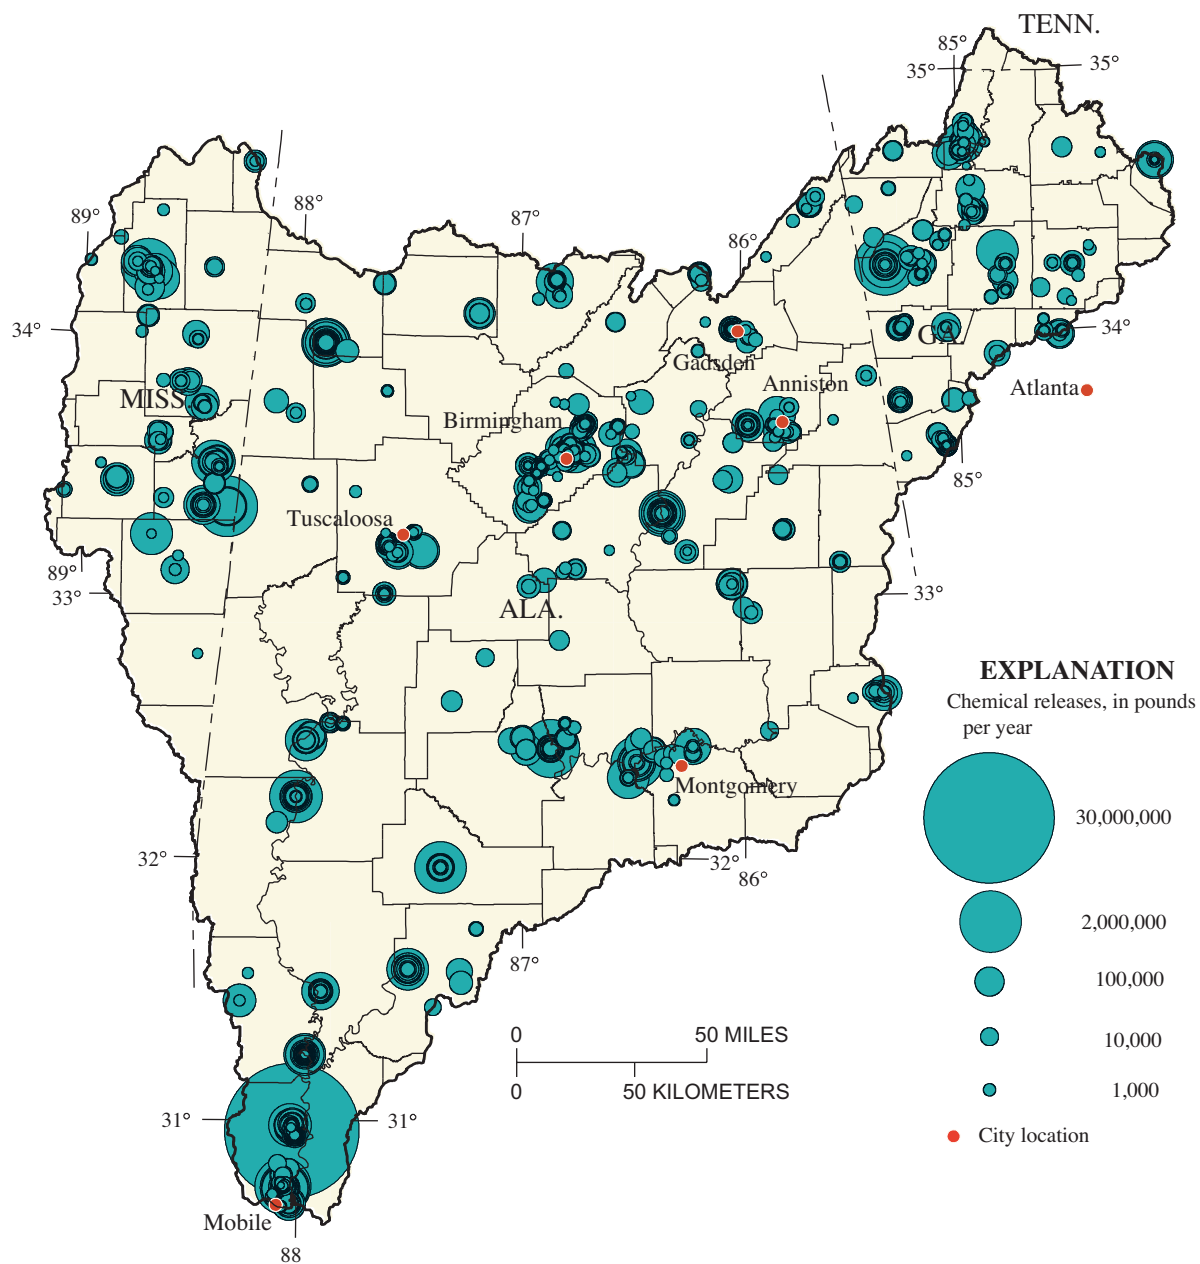 TENN.
85°
35°
35°
89°
88°
87°
86°
34°
34°
GA.
Gadsden
Atlanta
Anniston
MISS.
Birmingham
85°
Tuscaloosa
89°
33°
33°
ALA.
EXPLANATION
Chemical releases, in pounds
per year
Montgomery
30,000,000
32°
32°
86°
2,000,000
87°
100,000
0 50 MILES
10,000
0 50 KILOMETERS
1,000
31°
31°
City location
Mobile
88